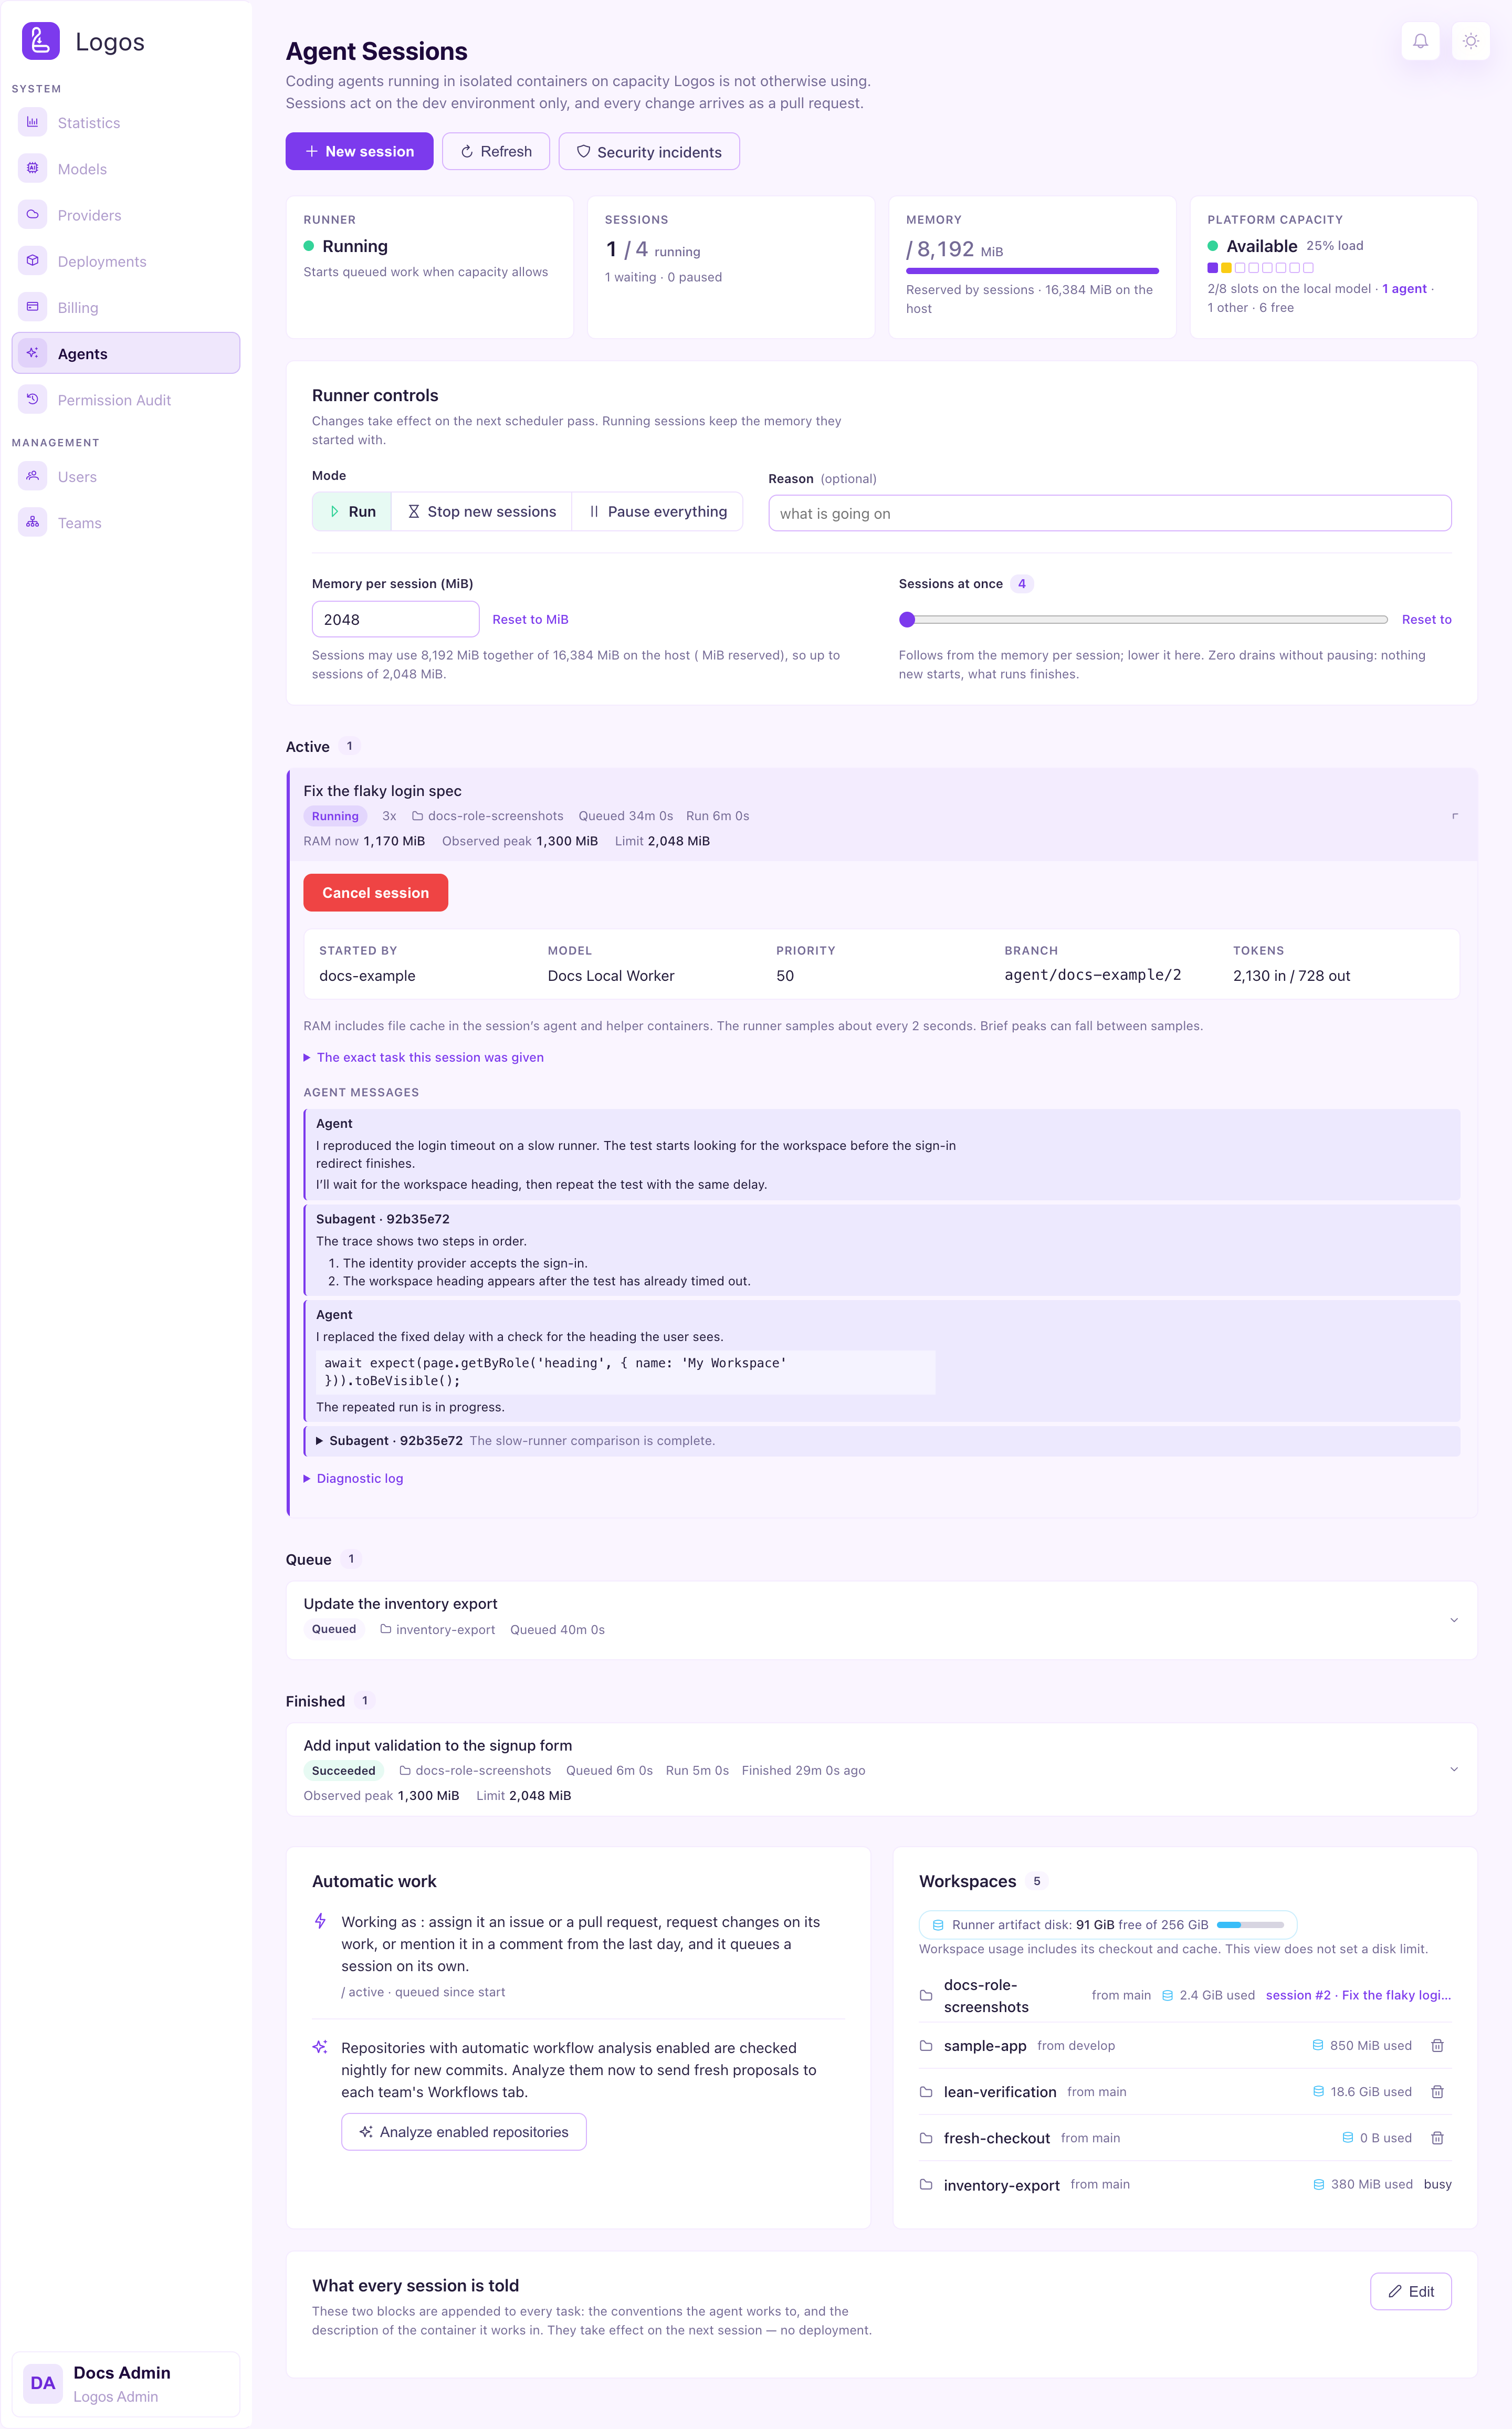 Logos
SYSTEM
Statistics
Models
Providers
Deployments
Billing
Agents
Permission Audit
MANAGEMENT
Users
Teams
DA
Docs Admin
Logos Admin
Agent Sessions
Coding agents running in isolated containers on capacity Logos is not otherwise using.
Sessions act on the dev environment only, and every change arrives as a pull request.
New session
Refresh
Security incidents
RUNNER
Running
Starts queued work when capacity allows
SESSIONS
1 / 4 running
1 waiting · 0 paused
MEMORY
/ 8,192 MiB
Reserved by sessions · 16,384 MiB on the
host
PLATFORM CAPACITY
Available 25% load
2/8 slots on the local model · 1 agent ·
1 other · 6 free
Runner controls
Changes take effect on the next scheduler pass. Running sessions keep the memory they
started with.
Mode
Run
Stop new sessions
Pause everything
Reason (optional)
what is going on
Memory per session (MiB)
2048
Reset to MiB
Sessions may use 8,192 MiB together of 16,384 MiB on the host ( MiB reserved), so up to
sessions of 2,048 MiB.
Sessions at once 4
Reset to
Follows from the memory per session; lower it here. Zero drains without pausing: nothing
new starts, what runs finishes.
Active 1
Fix the flaky login spec
Running 3x docs-role-screenshots Queued 34m 0s Run 6m 0s
RAM now 1,170 MiB Observed peak 1,300 MiB Limit 2,048 MiB
Cancel session
STARTED BY
docs-example
MODEL
Docs Local Worker
PRIORITY
50
BRANCH
agent/docs-example/2
TOKENS
2,130 in / 728 out
RAM includes file cache in the session's agent and helper containers. The runner samples about every 2 seconds. Brief peaks can fall between samples.
The exact task this session was given
AGENT MESSAGES
Agent
I reproduced the login timeout on a slow runner. The test starts looking for the workspace before the sign-in
redirect finishes.
I'll wait for the workspace heading, then repeat the test with the same delay.
Subagent · 92b35e72
The trace shows two steps in order.
1. The identity provider accepts the sign-in.
2. The workspace heading appears after the test has already timed out.
Agent
I replaced the fixed delay with a check for the heading the user sees.
await expect(page.getByRole('heading', { name: 'My Workspace'
})).toBeVisible();
The repeated run is in progress.
Subagent · 92b35e72 The slow-runner comparison is complete.
Diagnostic log
Queue 1
Update the inventory export
Queued inventory-export Queued 40m 0s
Finished 1
Add input validation to the signup form
Succeeded docs-role-screenshots Queued 6m 0s Run 5m 0s Finished 29m 0s ago
Observed peak 1,300 MiB Limit 2,048 MiB
Automatic work
Working as : assign it an issue or a pull request, request changes on its
work, or mention it in a comment from the last day, and it queues a
session on its own.
/ active · queued since start
Repositories with automatic workflow analysis enabled are checked
nightly for new commits. Analyze them now to send fresh proposals to
each team's Workflows tab.
Analyze enabled repositories
Workspaces 5
Runner artifact disk: 91 GiB free of 256 GiB
Workspace usage includes its checkout and cache. This view does not set a disk limit.
docs-role-
screenshots
from main 2.4 GiB used session #2 · Fix the flaky logi…
sample-app from develop 850 MiB used
lean-verification from main 18.6 GiB used
fresh-checkout from main 0 B used
inventory-export from main 380 MiB used busy
What every session is told
These two blocks are appended to every task: the conventions the agent works to, and the
description of the container it works in. They take effect on the next session — no deployment.
Edit